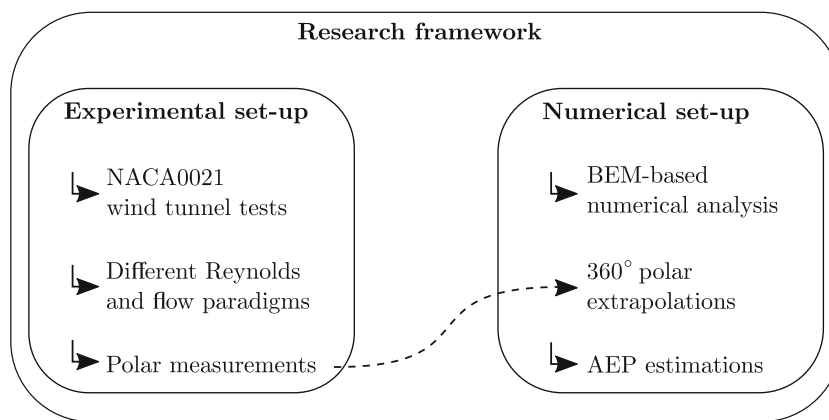 Research framework
Experimental set-up
NACA0021
wind tunnel tests
Different Reynolds
and flow paradigms
Polar measurements
Numerical set-up
BEM-based
numerical analysis
360° polar
extrapolations
AEP estimations